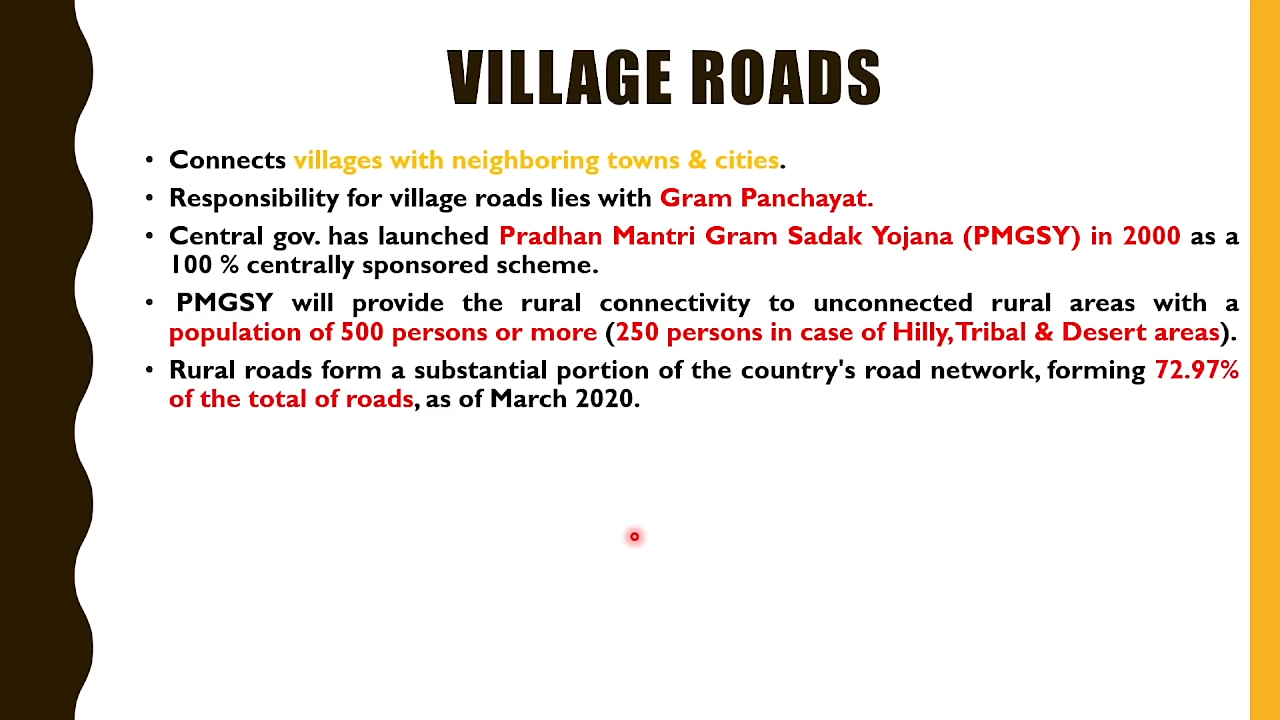 VILLAGE ROADS
• Connects villages with neighboring towns & cities.
• Responsibility for village roads lies with Gram Panchayat.
• Central gov. has launched Pradhan Mantri Gram Sadak Yojana (PMGSY) in 2000 as a
100 % centrally sponsored scheme.
• PMGSY will provide the rural connectivity to unconnected rural areas with a
population of 500 persons or more (250 persons in case of Hilly, Tribal & Desert areas).
• Rural roads form a substantial portion of the country's road network, forming 72.97%
of the total of roads, as of March 2020.